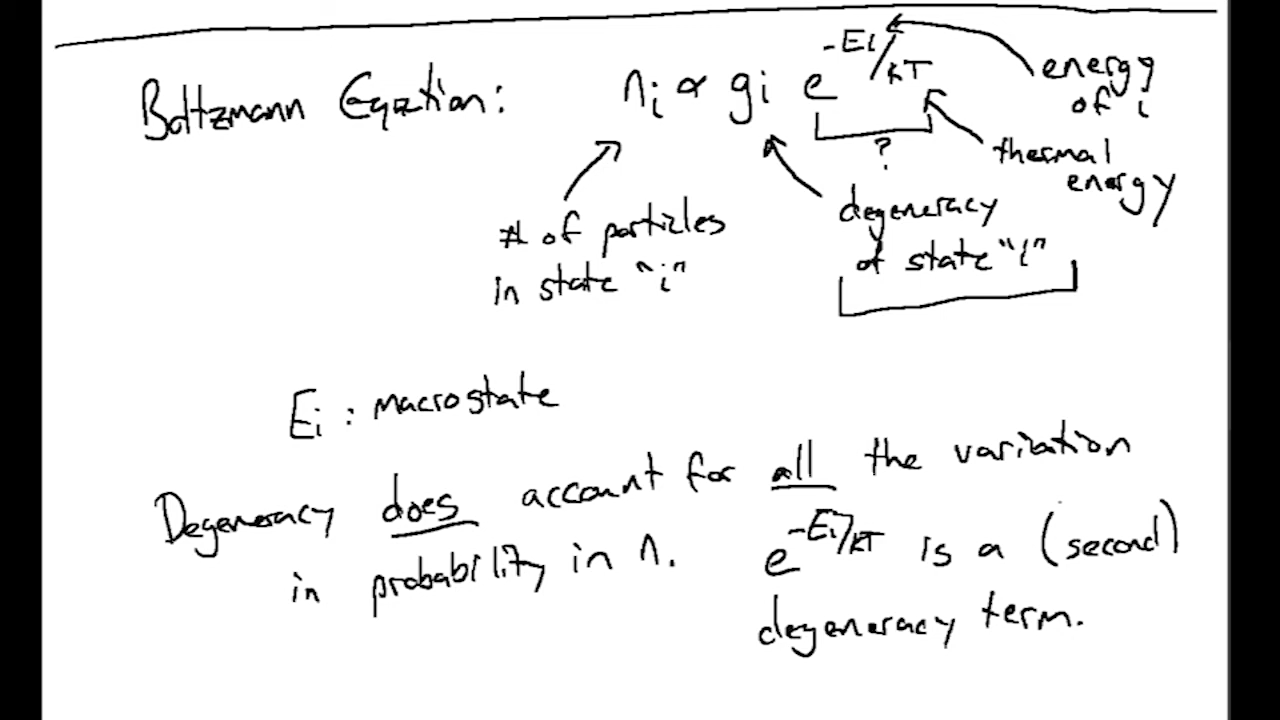 Boltzmann Equation: nᵢ ∝ gᵢ e^-Ei/kT
energy of i
?
thermal energy
# of particles
in state "i"
degeneracy
of state "i"
Ei : macrostate
Degeneracy does account for all the variation
in probability in n. e^-Ei/kT is a (second)
degeneracy term.